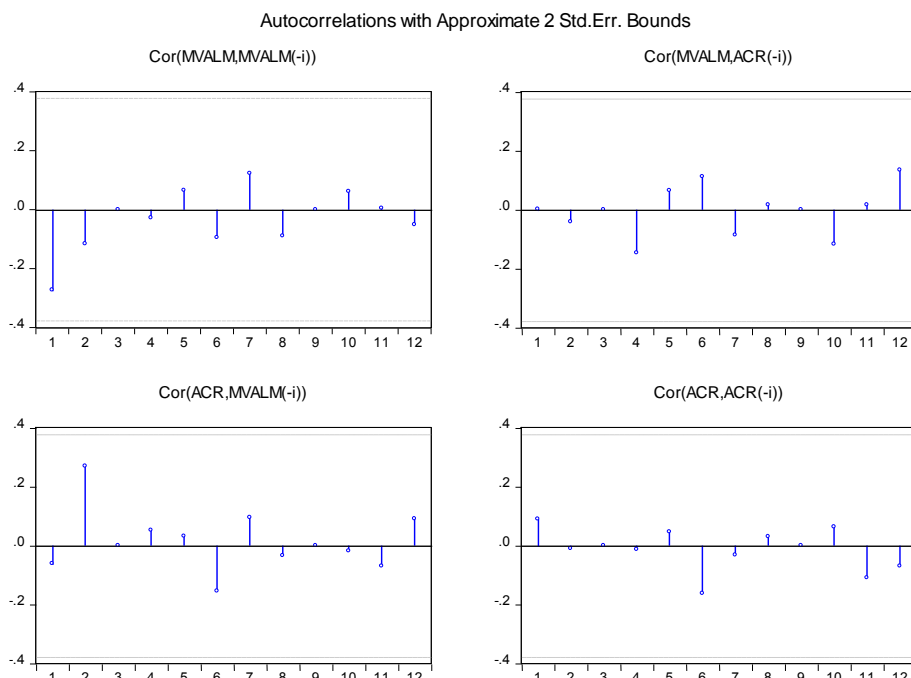 Autocorrelations with Approximate 2 Std.Err. Bounds
Cor(MVALM,MVALM(-i))
.4
.2
.0
-.2
-.4
1 2 3 4 5 6 7 8 9 10 11 12
Cor(MVALM,ACR(-i))
.4
.2
.0
-.2
-.4
1 2 3 4 5 6 7 8 9 10 11 12
Cor(ACR,MVALM(-i))
.4
.2
.0
-.2
-.4
1 2 3 4 5 6 7 8 9 10 11 12
Cor(ACR,ACR(-i))
.4
.2
.0
-.2
-.4
1 2 3 4 5 6 7 8 9 10 11 12